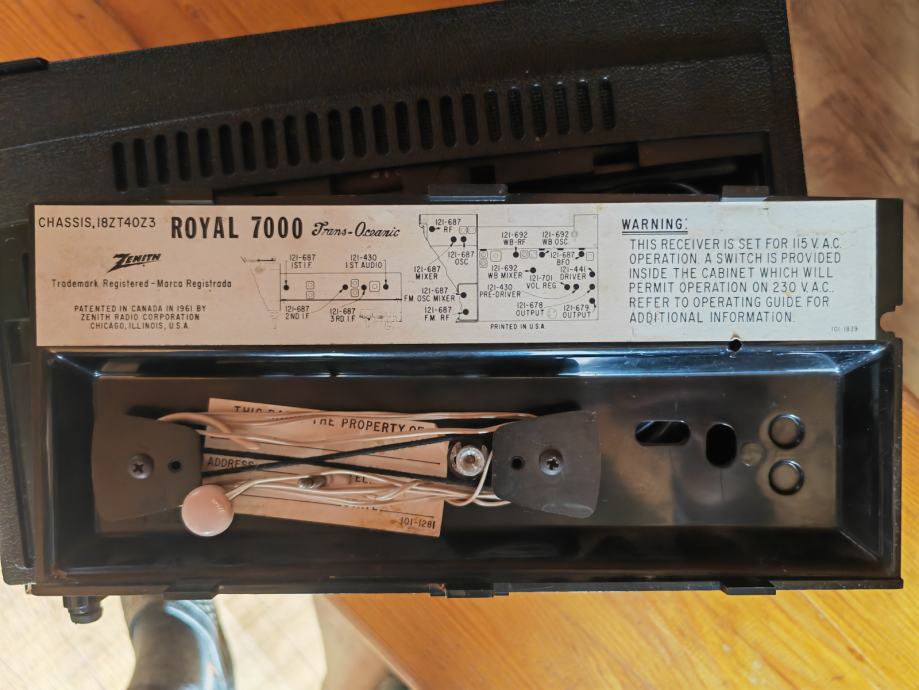 CHASSIS,18ZT40Z3 ROYAL 7000 Trans-Oceanic
ZENITH
Trademark Registered-Marca Registrada
PATENTED IN CANADA IN 1961 BY
ZENITH RADIO CORPORATION
CHICAGO, ILLINOIS, U.S.A.
121-687
1ST I.F.
121-430
1ST AUDIO
121-687
2ND I.F.
121-687
3RD I.F.
121-687
RF
121-687
OSC
121-687
MIXER
121-687
FM OSC MIXER
121-687
FM RF
121-692
WB-RF
121-692
WB OSC
121-692
WB MIXER
121-687
BFO
121-701
VOL REG
121-441
DRIVER
121-430
PRE-DRIVER
121-678
OUTPUT
121-679
OUTPUT
PRINTED IN U.S.A.
WARNING:
THIS RECEIVER IS SET FOR 115 V.A.C.
OPERATION. A SWITCH IS PROVIDED
INSIDE THE CABINET WHICH WILL
PERMIT OPERATION ON 230 V.A.C..
REFER TO OPERATING GUIDE FOR
ADDITIONAL INFORMATION.
101-1839
THIS THE PROPERTY OF
ADDRESS
101-1281